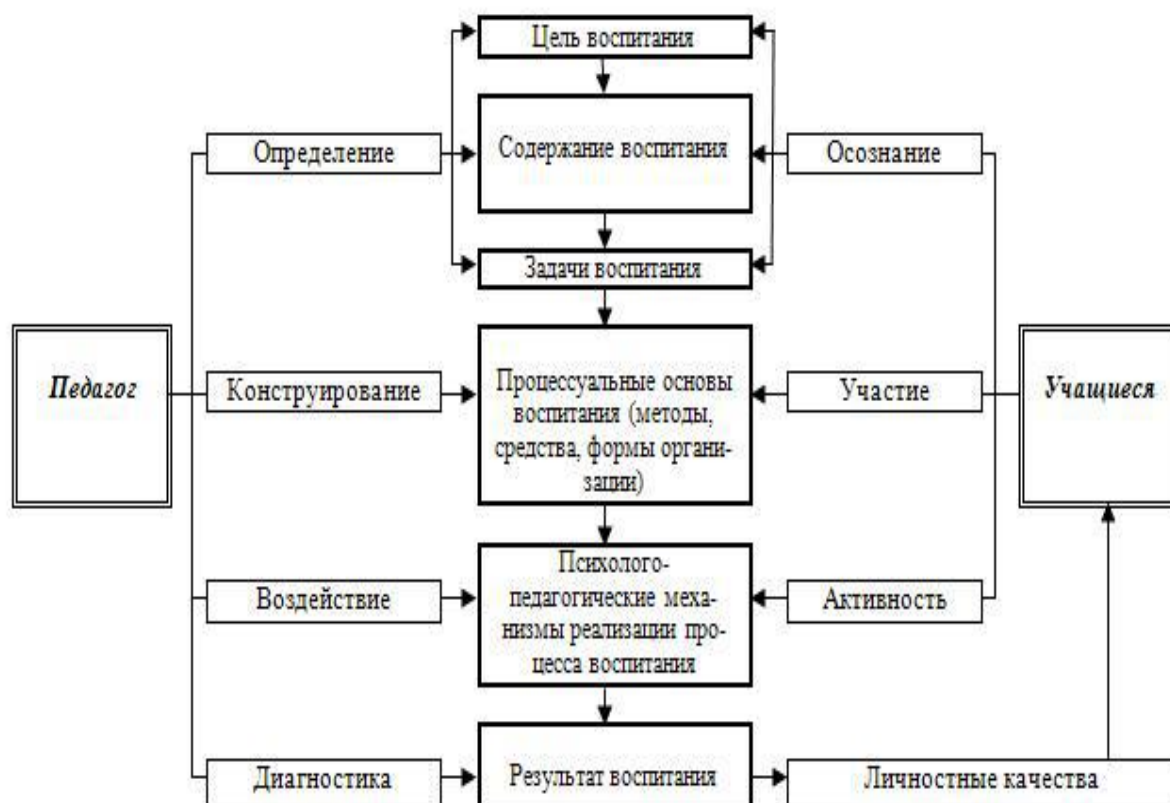 Цель воспитания
Определение
Содержание воспитания
Осознание
Задачи воспитания
Педагог
Конструирование
Процессуальные основы
воспитания (методы,
средства, формы органи-
зации)
Участие
Учащиеся
Воздействие
Психолого-
педагогические меха-
низмы реализации про-
цесса воспитания
Активность
Диагностика
Результат воспитания
Личностные качества